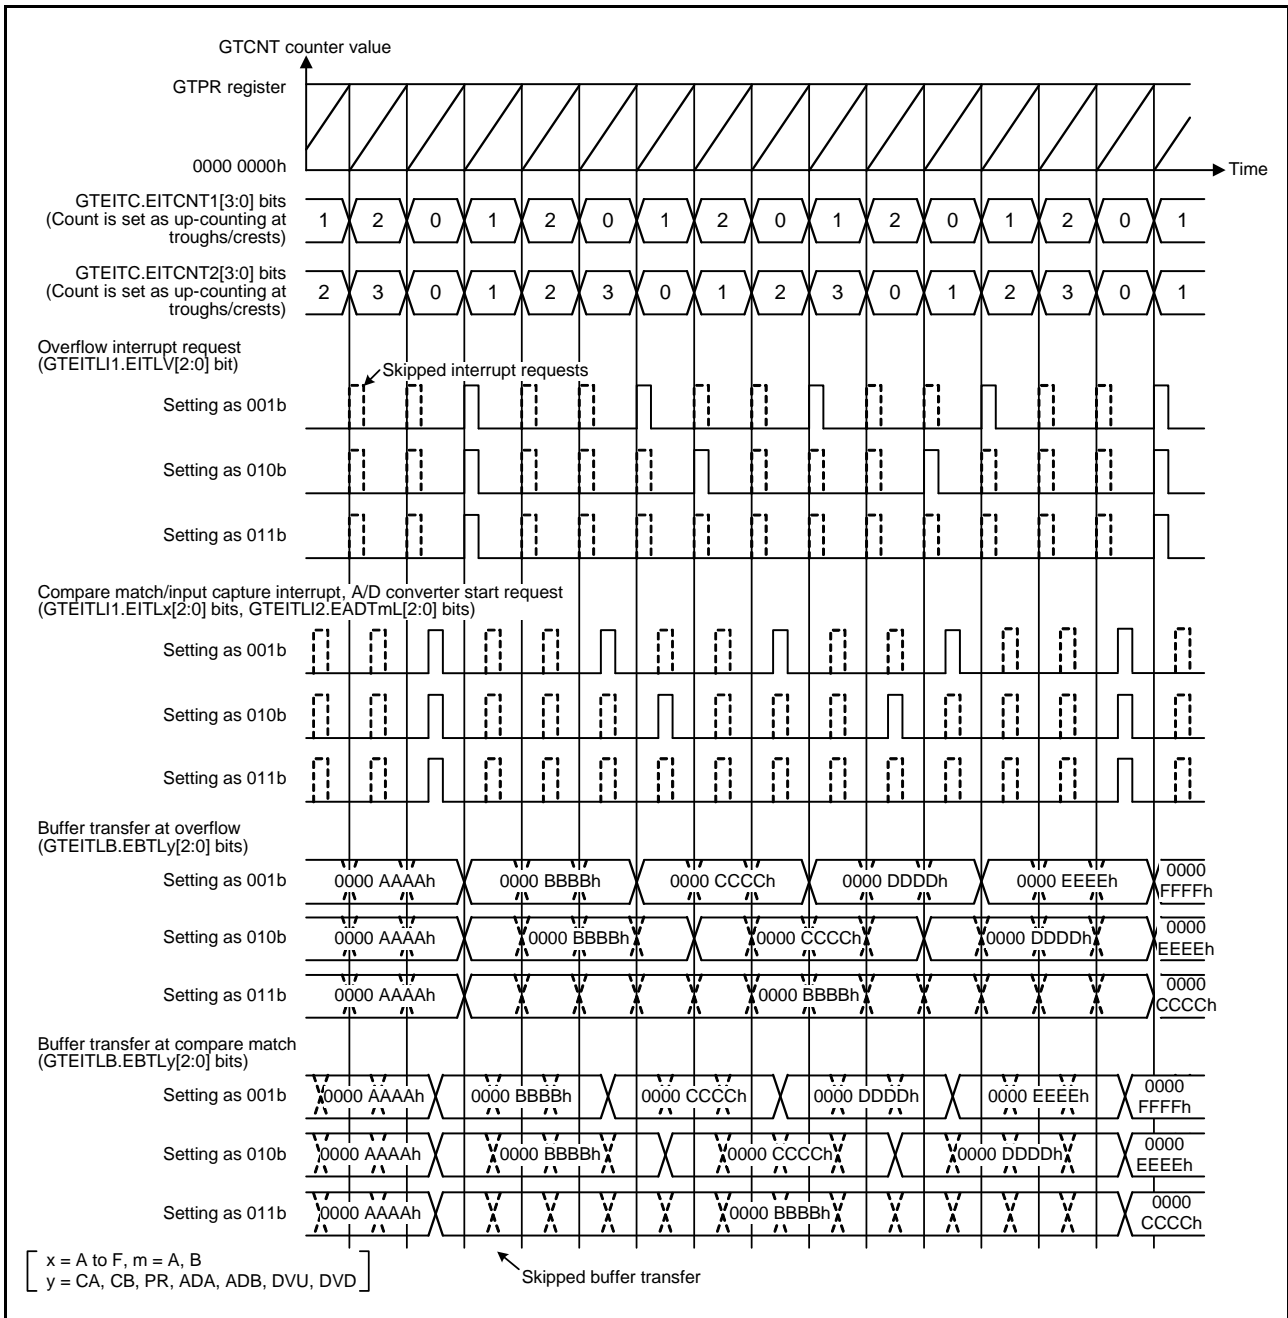 GTCNT counter value
GTPR register
0000 0000h
Time
GTEITC.EITCNT1[3:0] bits
(Count is set as up-counting at
troughs/crests)
1 2 0 1 2 0 1 2 0 1 2 0 1 2 0 1
GTEITC.EITCNT2[3:0] bits
(Count is set as up-counting at
troughs/crests)
2 3 0 1 2 3 0 1 2 3 0 1 2 3 0 1
Overflow interrupt request
(GTEITLI1.EITLV[2:0] bit)
Skipped interrupt requests
Setting as 001b
Setting as 010b
Setting as 011b
Compare match/input capture interrupt, A/D converter start request
(GTEITLI1.EITLx[2:0] bits, GTEITLI2.EADTmL[2:0] bits)
Setting as 001b
Setting as 010b
Setting as 011b
Buffer transfer at overflow
(GTEITLB.EBTLy[2:0] bits)
Setting as 001b 0000 AAAAh 0000 BBBBh 0000 CCCCh 0000 DDDDh 0000 EEEEh 0000
FFFFh
Setting as 010b 0000 AAAAh 0000 BBBBh 0000 CCCCh 0000 DDDDh 0000
EEEEh
Setting as 011b 0000 AAAAh 0000 BBBBh 0000
CCCCh
Buffer transfer at compare match
(GTEITLB.EBTLy[2:0] bits)
Setting as 001b 0000 AAAAh 0000 BBBBh 0000 CCCCh 0000 DDDDh 0000 EEEEh 0000
FFFFh
Setting as 010b 0000 AAAAh 0000 BBBBh 0000 CCCCh 0000 DDDDh 0000
EEEEh
Setting as 011b 0000 AAAAh 0000 BBBBh 0000
CCCCh
x = A to F, m = A, B
y = CA, CB, PR, ADA, ADB, DVU, DVD
Skipped buffer transfer